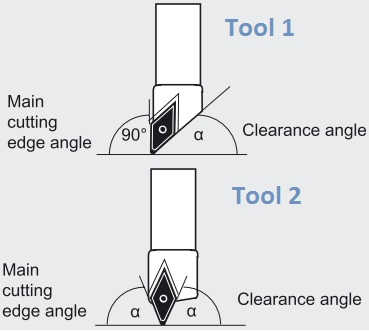 Tool 1
Main
cutting
edge angle
90°
α
Clearance angle
Tool 2
Main
cutting
edge angle
α
α
Clearance angle